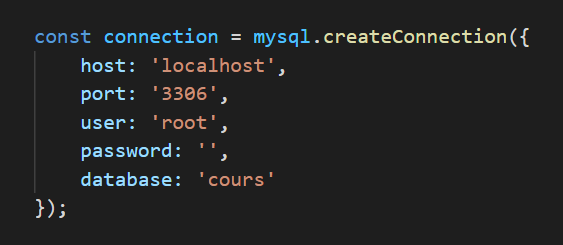 const connection = mysql.createConnection({
    host: 'localhost',
    port: '3306',
    user: 'root',
    password: '',
    database: 'cours'
});